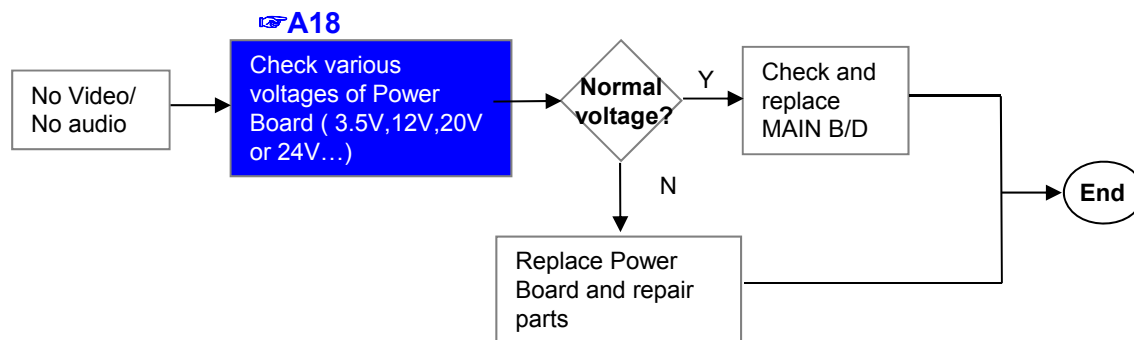 ☞A18
No Video/
No audio
Check various
voltages of Power
Board ( 3.5V,12V,20V
or 24V…)
Normal
voltage?
Y
Check and
replace
MAIN B/D
N
Replace Power
Board and repair
parts
End